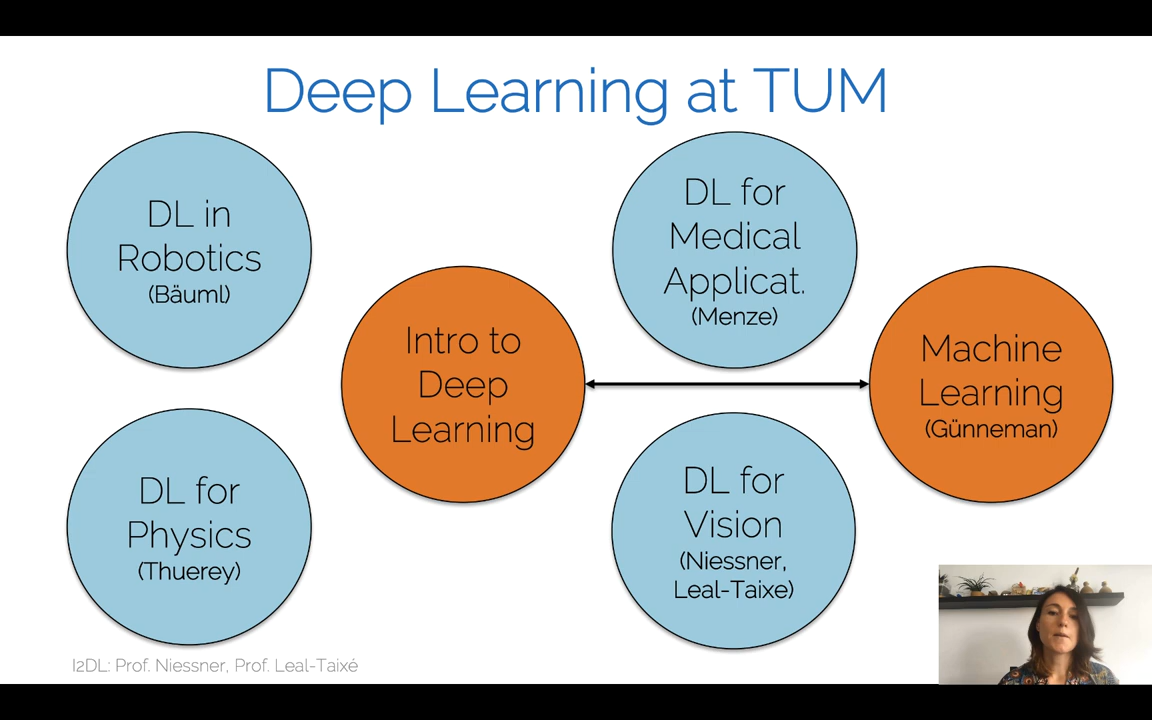 Deep Learning at TUM
DL in
Robotics
(Bäuml)
DL for
Medical
Applicat.
(Menze)
Intro to
Deep
Learning
Machine
Learning
(Günneman)
DL for
Physics
(Thuerey)
DL for
Vision
(Niessner,
Leal-Taixe)
I2DL: Prof. Niessner, Prof. Leal-Taixé